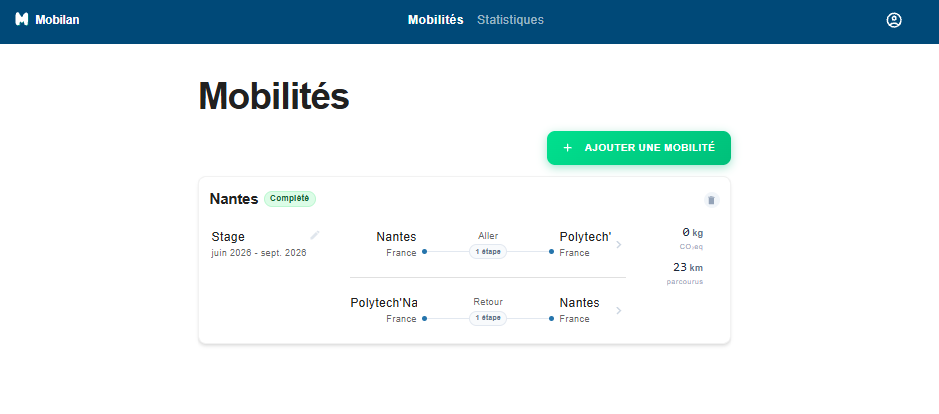 Mobilan
Mobilités Statistiques
Mobilités
+ AJOUTER UNE MOBILITÉ
Nantes Complété
Stage
juin 2026 - sept. 2026
Nantes
France
Aller
1 étape
Polytech'
France
0 kg
CO₂eq
23 km
parcourus
Polytech'Na
France
Retour
1 étape
Nantes
France